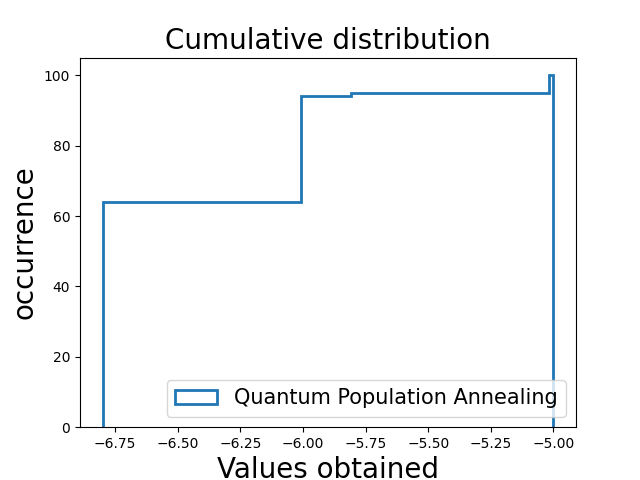 Cumulative distribution
occurrence
100
80
60
40
20
0
Quantum Population Annealing
−6.75 −6.50 −6.25 −6.00 −5.75 −5.50 −5.25 −5.00
Values obtained